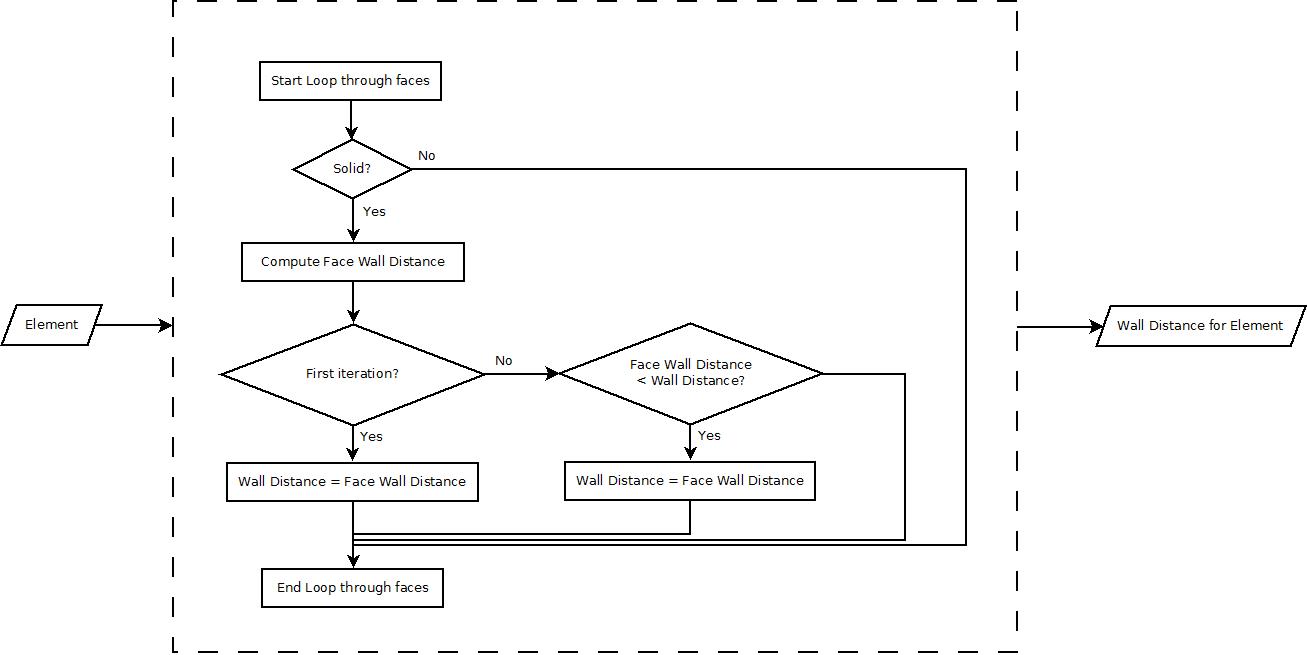 Start Loop through faces
Solid?
No
Yes
Compute Face Wall Distance
Element
Wall Distance for Element
First iteration?
No
Face Wall Distance
< Wall Distance?
Yes
Yes
Wall Distance = Face Wall Distance
Wall Distance = Face Wall Distance
End Loop through faces